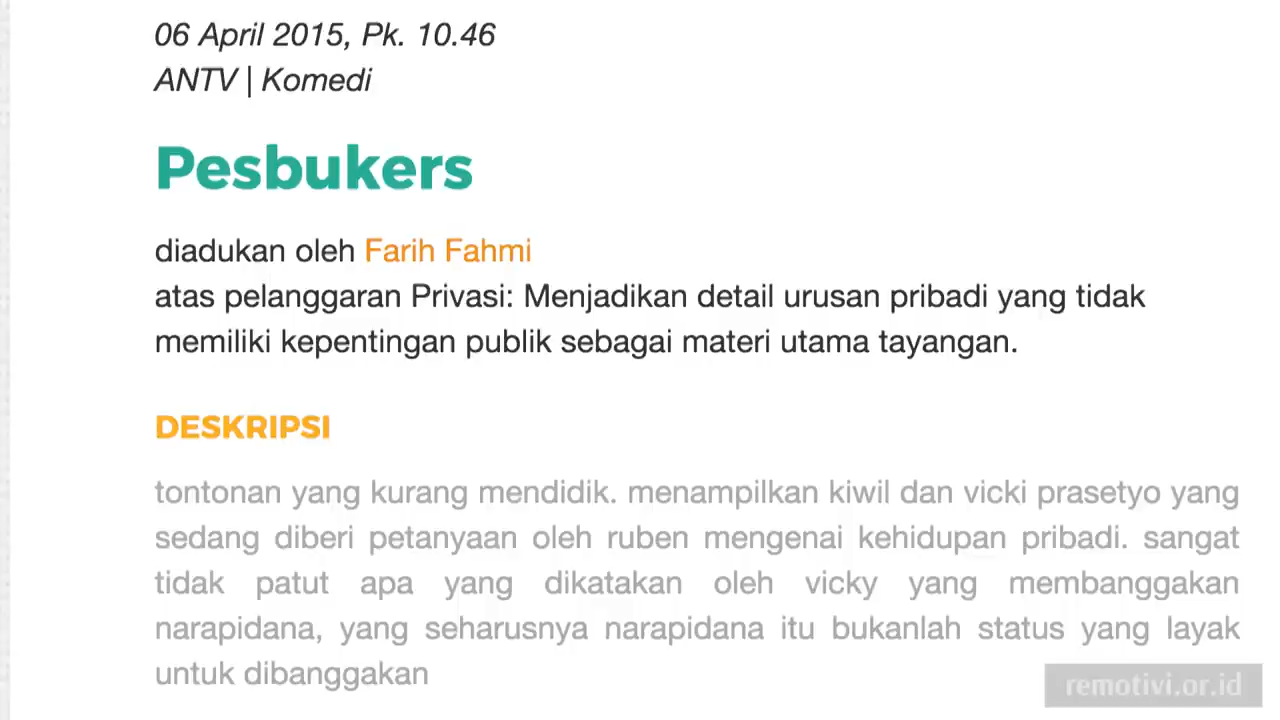 06 April 2015, Pk. 10.46
ANTV | Komedi
Pesbukers
diadukan oleh Farih Fahmi
atas pelanggaran Privasi: Menjadikan detail urusan pribadi yang tidak
memiliki kepentingan publik sebagai materi utama tayangan.
DESKRIPSI
tontonan yang kurang mendidik. menampilkan kiwil dan vicki prasetyo yang
sedang diberi petanyaan oleh ruben mengenai kehidupan pribadi. sangat
tidak patut apa yang dikatakan oleh vicky yang membanggakan
narapidana, yang seharusnya narapidana itu bukanlah status yang layak
untuk dibanggakan
remotivi.or.id